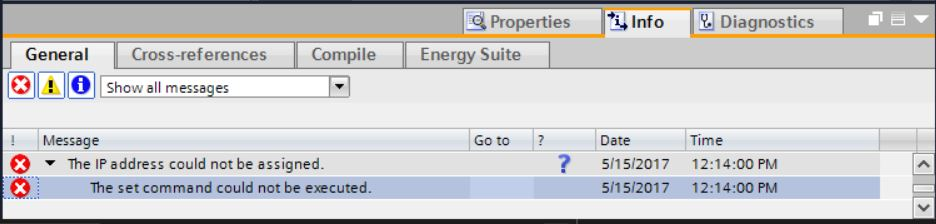 Properties Info Diagnostics
General Cross-references Compile Energy Suite
Show all messages
! Message Go to ? Date Time
The IP address could not be assigned. ? 5/15/2017 12:14:00 PM
The set command could not be executed. 5/15/2017 12:14:00 PM